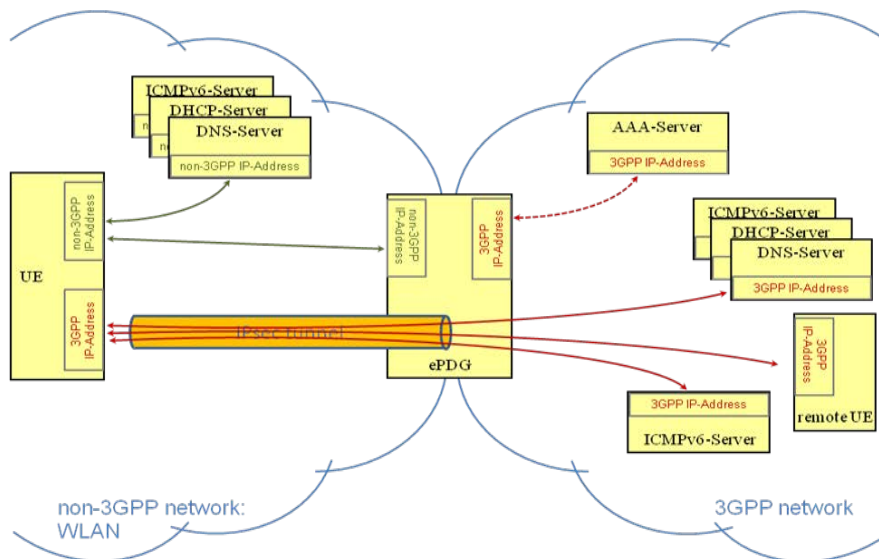 ICMPv6-Server
DHCP-Server
no
DNS-Server
no
non-3GPP IP-Address
UE
non-3GPP
IP-Address
3GPP
IP-Address
IPsec tunnel
non-3GPP
IP-Address
3GPP
IP-Address
ePDG
AAA-Server
3GPP IP-Address
ICMPv6-Server
DHCP-Server
DNS-Server
3GPP IP-Address
3GPP
IP-Address
remote UE
3GPP IP-Address
ICMPv6-Server
non-3GPP network:
WLAN
3GPP network